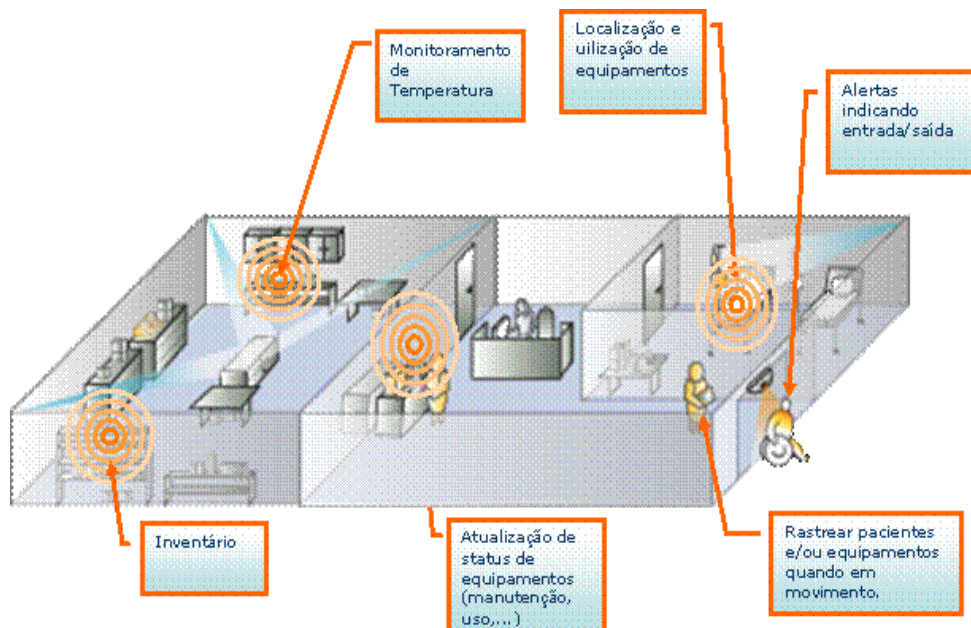 Monitoramento
de
Temperatura
Localização e
uilização de
equipamentos
Alertas
indicando
entrada/saída
Inventário
Atualização de
status de
equipamentos
(manutenção,
uso,...)
Rastrear pacientes
e/ou equipamentos
quando em
movimento.